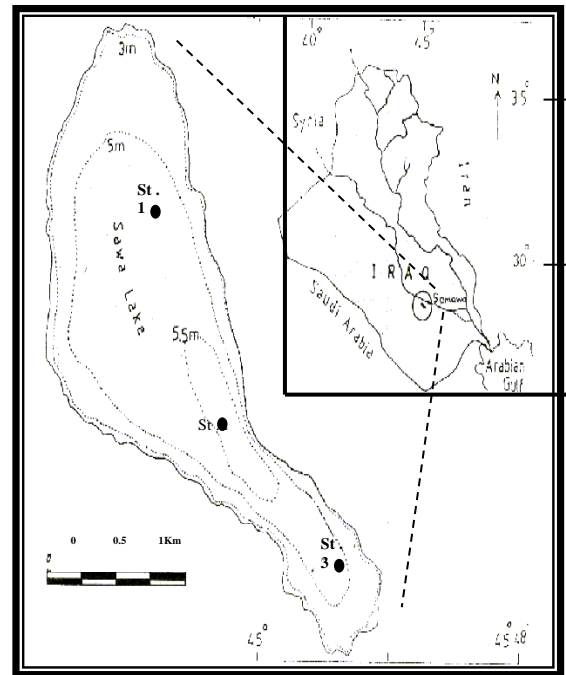 3m
5m
St .
1
Sawa Lake
5.5m
St
St .
3
0 0.5 1Km
45°
45° 48'
40° 45°
N
35°
Syria
Iran
30°
IRAQ
Samawa
Saudi Arabia
Arabian
Gulf